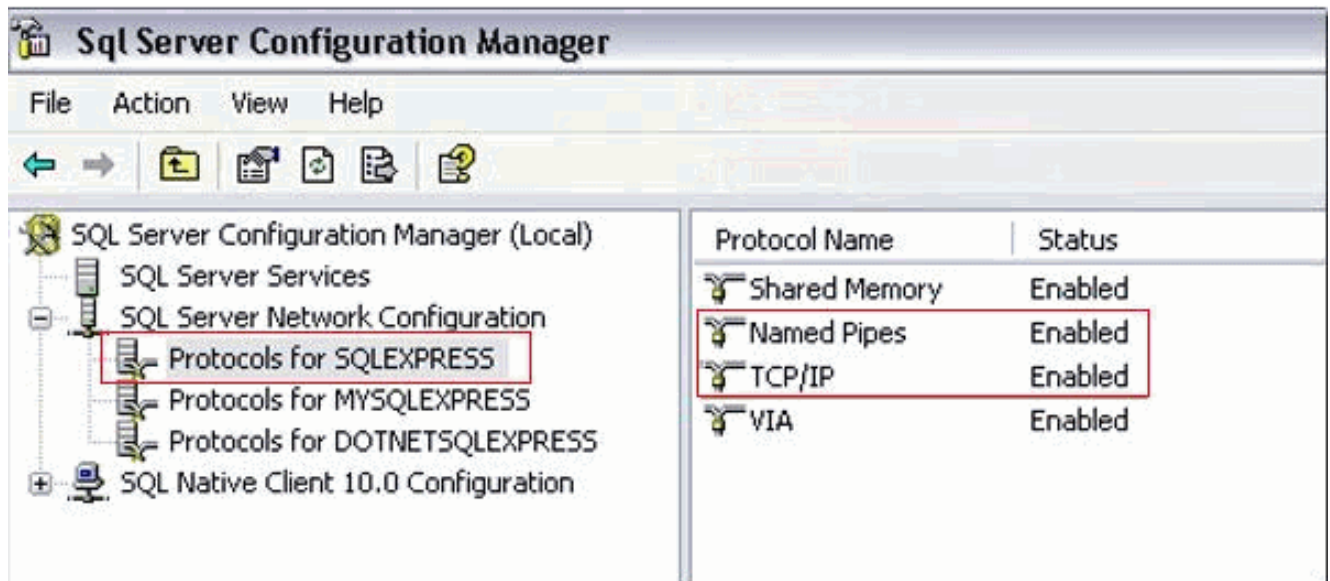 Sql Server Configuration Manager
File Action View Help
SQL Server Configuration Manager (Local)
SQL Server Services
SQL Server Network Configuration
Protocols for SQLEXPRESS
Protocols for MYSQLEXPRESS
Protocols for DOTNETSQLEXPRESS
SQL Native Client 10.0 Configuration
Protocol Name Status
Shared Memory Enabled
Named Pipes Enabled
TCP/IP Enabled
VIA Enabled